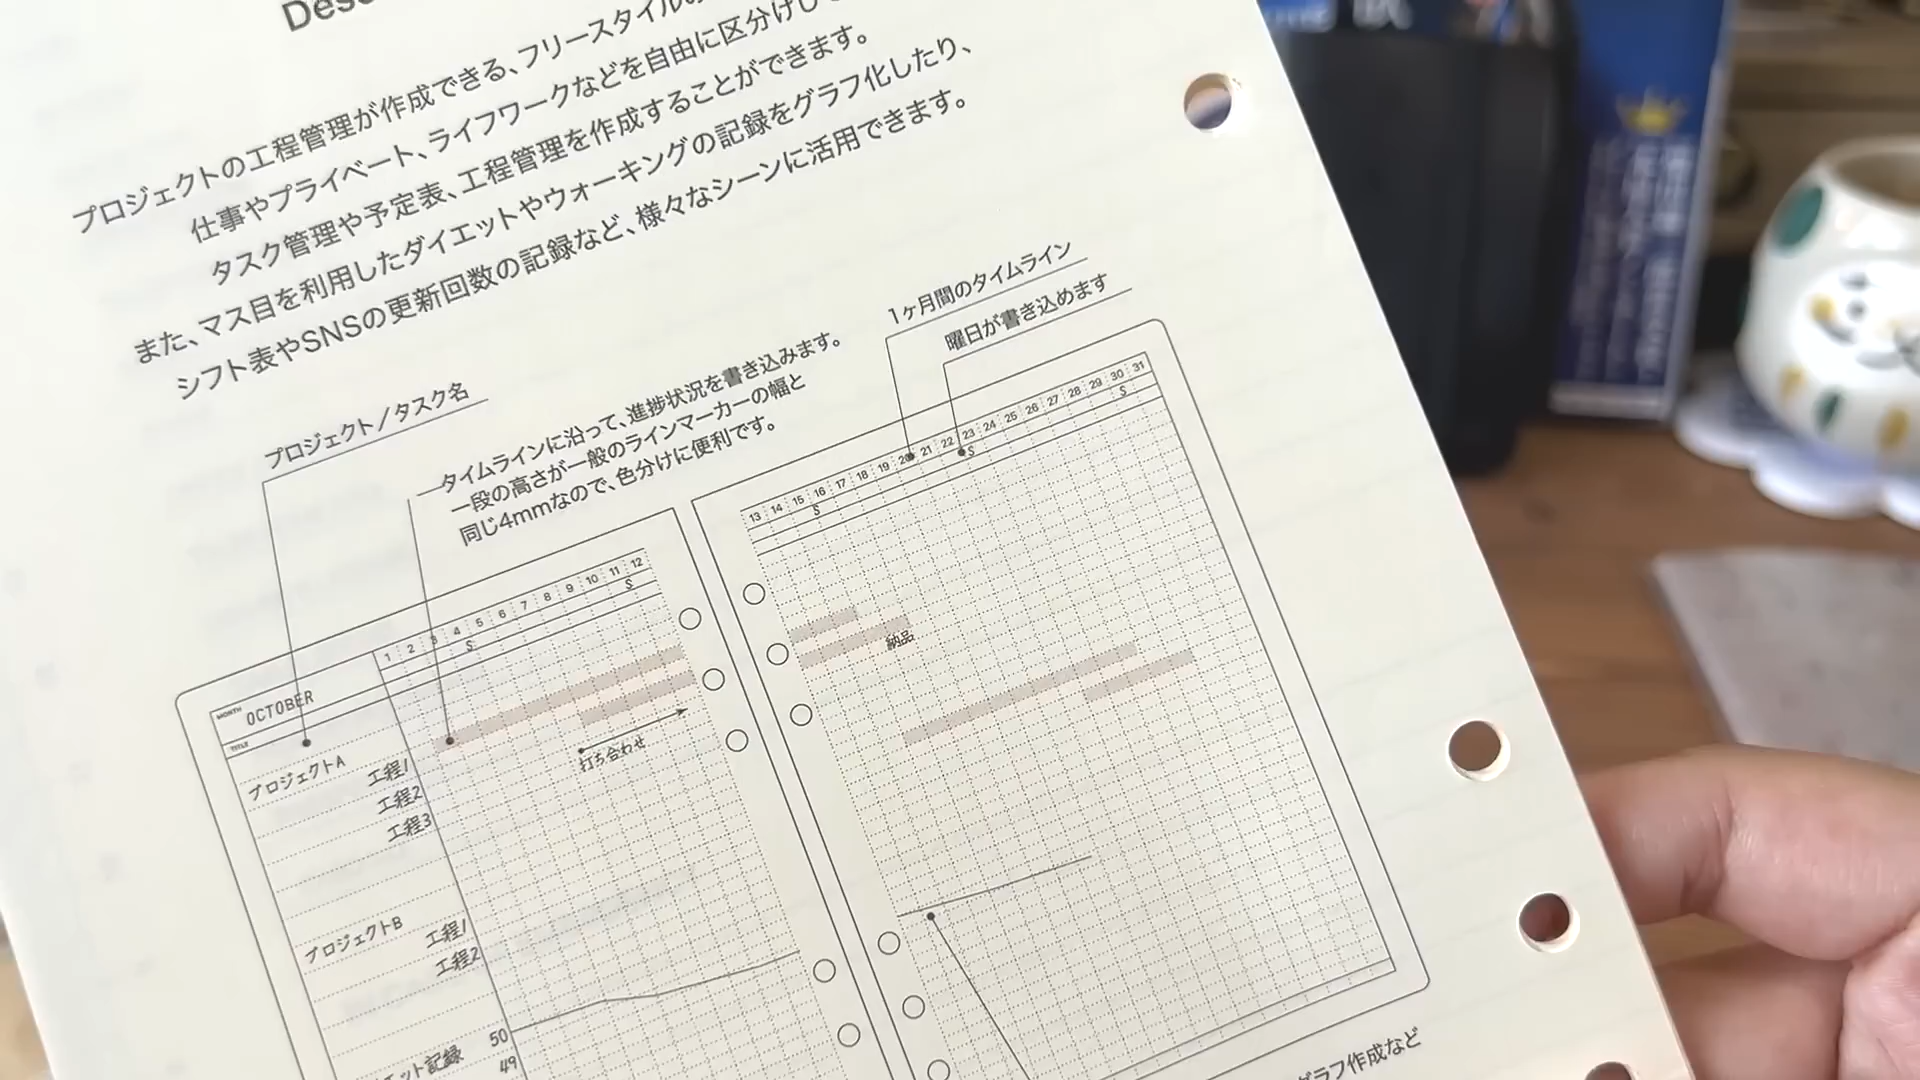 プロジェクトの工程管理が作成できる、フリースタイルの
仕事やプライベート、ライフワークなどを自由に区分けし
タスク管理や予定表、工程管理を作成することができます。
また、マス目を利用したダイエットやウォーキングの記録をグラフ化したり、
シフト表やSNSの更新回数の記録など、様々なシーンに活用できます。
1ヶ月間のタイムライン
曜日が書き込めます
プロジェクト/タスク名
タイムラインに沿って、進捗状況を書き込みます。
一段の高さが一般のラインマーカーの幅と
同じ4mmなので、色分けに便利です。
13 14 15 16 17 18 19 20 21 22 23 24 25 26 27 28 29 30 31
S S S
MONTH OCTOBER
1 2 3 4 5 6 7 8 9 10 11 12
S S
TITLE
プロジェクトA 工程1
工程2
工程3
打ち合わせ
納品
プロジェクトB 工程1
工程2
50
ット記録 49
グラフ作成など